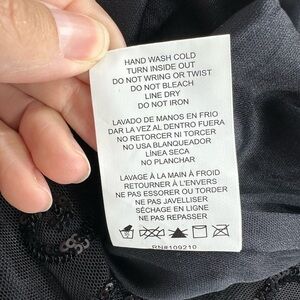 HAND WASH COLD
TURN INSIDE OUT
DO NOT WRING OR TWIST
DO NOT BLEACH
LINE DRY
DO NOT IRON
LAVADO DE MANOS EN FRIO
DAR LA VEZ AL DENTRO FUERA
NO RETORCER NI TORCER
NO USA BLANQUEADOR
LÍNEA SECA
NO PLANCHAR
LAVAGE À LA MAIN À FROID
RETOURNER À L'ENVERS
NE PAS ESSORER OU TORDER
NE PAS JAVELLISER
SÉCHAGE EN LIGNE
NE PAS REPASSER
RN#109210